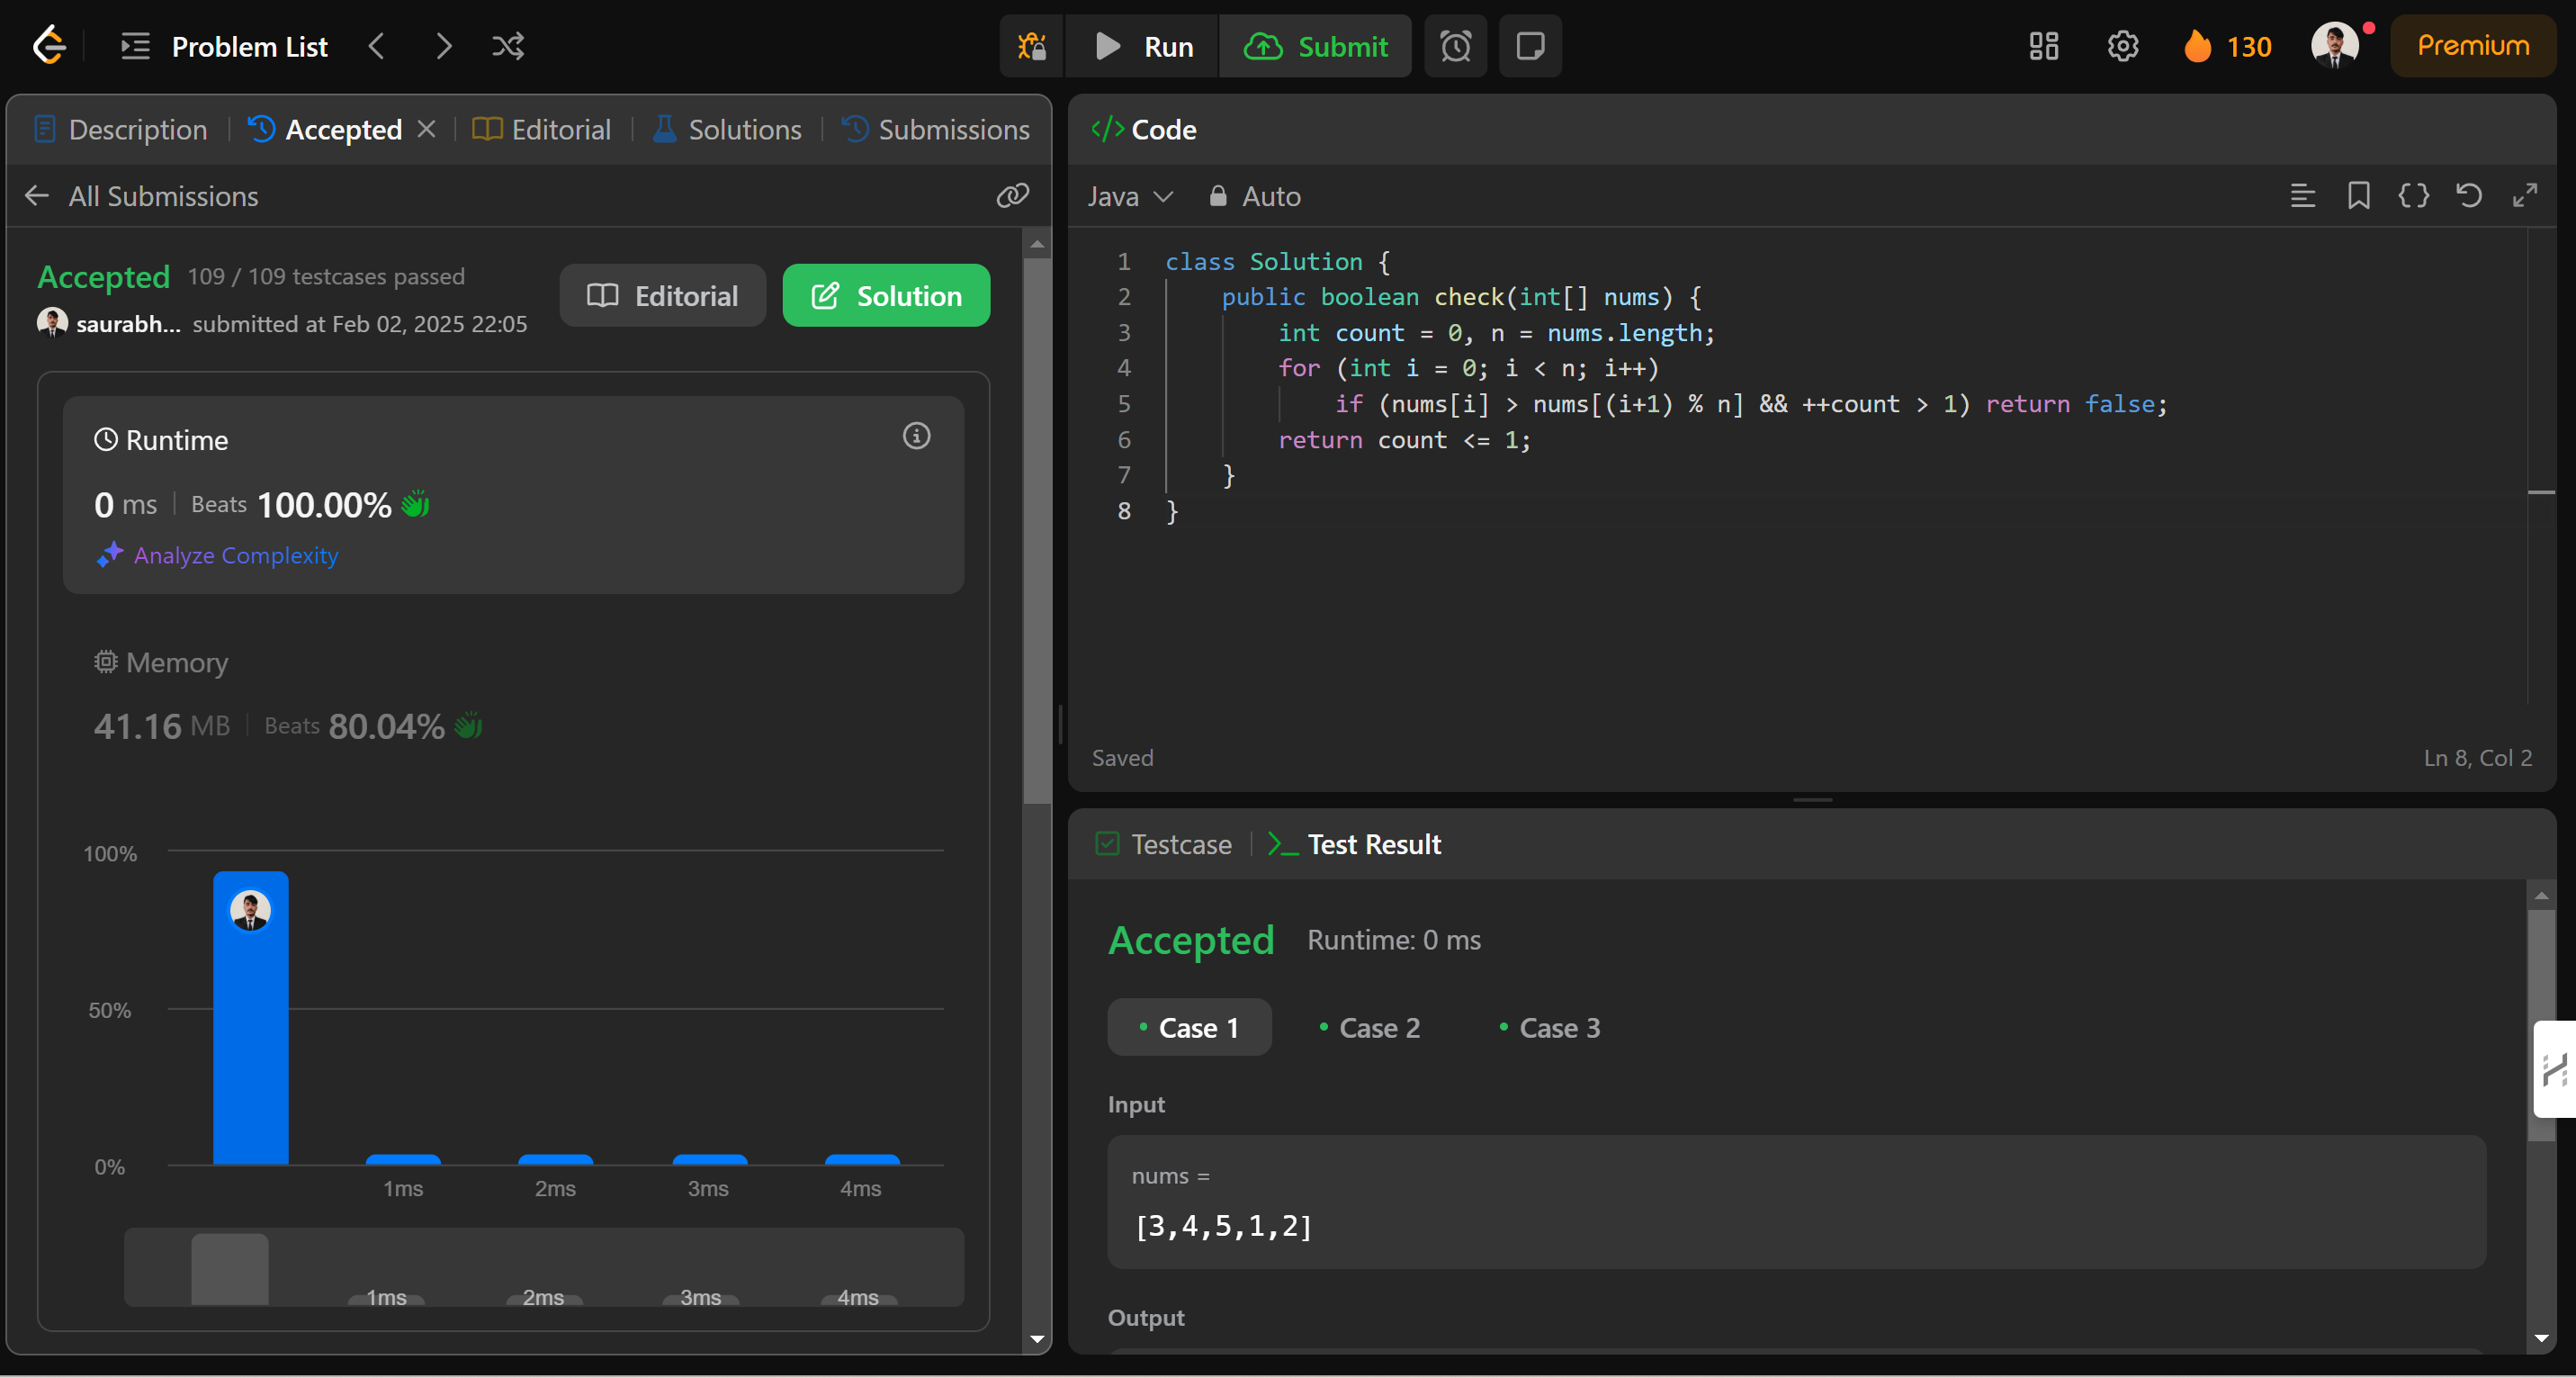 Problem List
Run
Submit
130
Premium
Description
Accepted
Editorial
Solutions
Submissions
All Submissions
Accepted 109 / 109 testcases passed
saurabh... submitted at Feb 02, 2025 22:05
Editorial
Solution
Runtime
0 ms Beats 100.00%
Analyze Complexity
Memory
41.16 MB Beats 80.04%
100%
50%
0%
1ms 2ms 3ms 4ms
1ms 2ms 3ms 4ms
</> Code
Java Auto
1 class Solution {
2 public boolean check(int[] nums) {
3 int count = 0, n = nums.length;
4 for (int i = 0; i < n; i++)
5 if (nums[i] > nums[(i+1) % n] && ++count > 1) return false;
6 return count <= 1;
7 }
8 }
Saved
Ln 8, Col 2
Testcase
Test Result
Accepted Runtime: 0 ms
Case 1 Case 2 Case 3
Input
nums =
[3,4,5,1,2]
Output